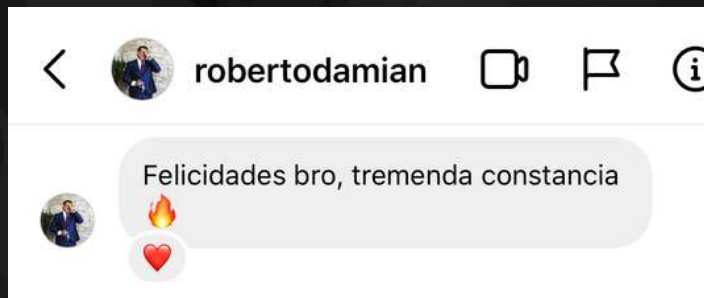 robertodamian
Felicidades bro, tremenda constancia
🔥
❤️